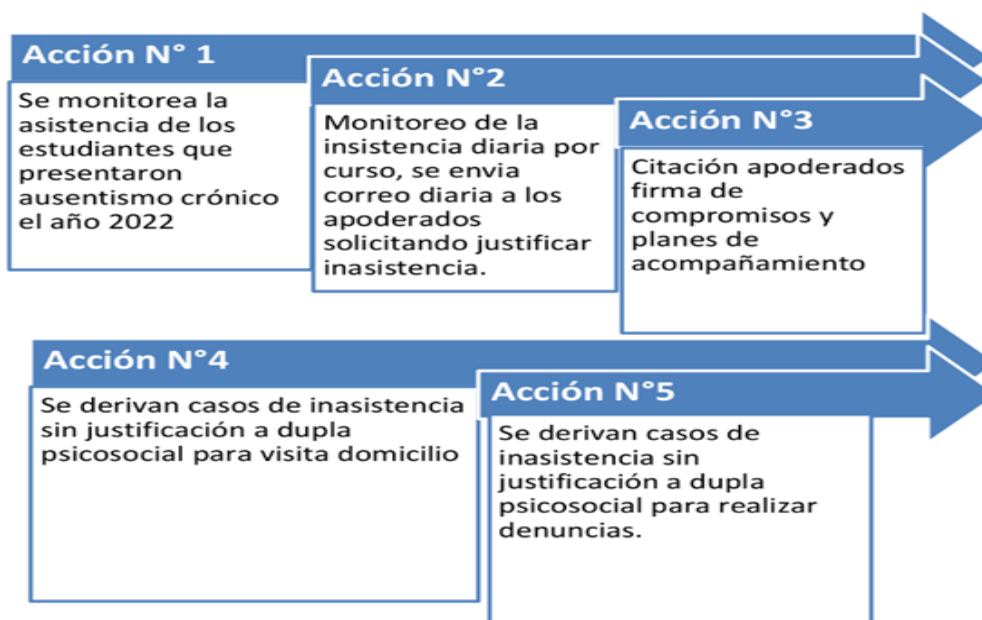 Acción N° 1
Se monitorea la
asistencia de los
estudiantes que
presentaron
ausentismo crónico
el año 2022
Acción N°2
Monitoreo de la
insistencia diaria por
curso, se envia
correo diaria a los
apoderados
solicitando justificar
inasistencia.
Acción N°3
Citación apoderados
firma de
compromisos y
planes de
acompañamiento
Acción N°4
Se derivan casos de inasistencia
sin justificación a dupla
psicosocial para visita domicilio
Acción N°5
Se derivan casos de
inasistencia sin
justificación a dupla
psicosocial para realizar
denuncias.